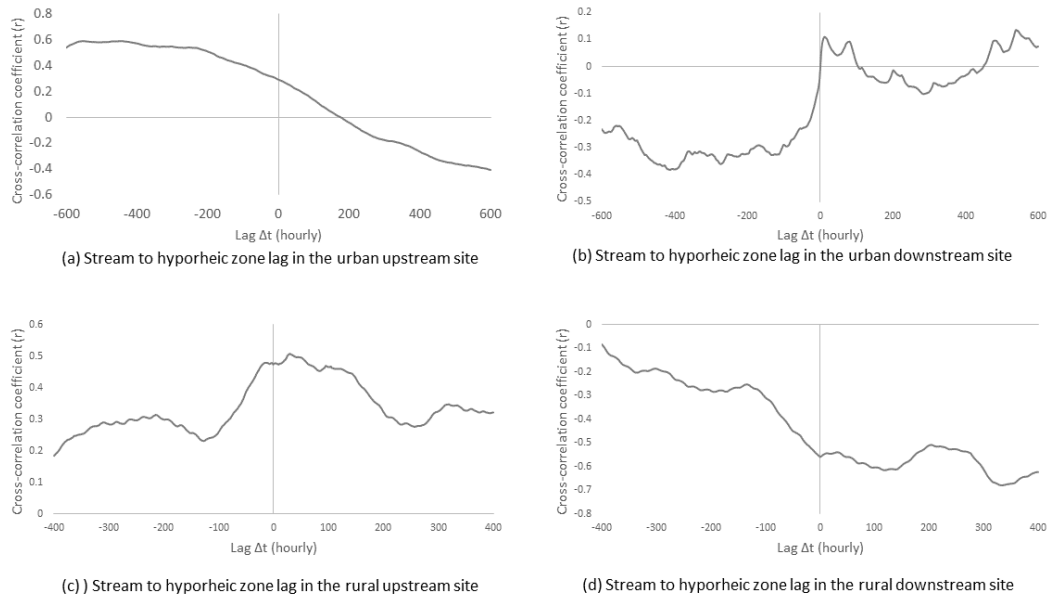 Cross-correlation coefficient (r)
0.8
0.6
0.4
0.2
0
-0.2
-0.4
-0.6
-600 -400 -200 0 200 400 600
Lag Δt (hourly)
(a) Stream to hyporheic zone lag in the urban upstream site
Cross-correlation coefficient (r)
0.2
0.1
0
-0.1
-0.2
-0.3
-0.4
-0.5
-600 -400 -200 0 200 400 600
Lag Δt (hourly)
(b) Stream to hyporheic zone lag in the urban downstream site
Cross-correlation coefficient (r)
0.6
0.5
0.4
0.3
0.2
0.1
0
-400 -300 -200 -100 0 100 200 300 400
Lag Δt (hourly)
(c) ) Stream to hyporheic zone lag in the rural upstream site
Cross-correlation coefficient (r)
0
-0.1
-0.2
-0.3
-0.4
-0.5
-0.6
-0.7
-0.8
-400 -300 -200 -100 0 100 200 300 400
Lag Δt (hourly)
(d) Stream to hyporheic zone lag in the rural downstream site